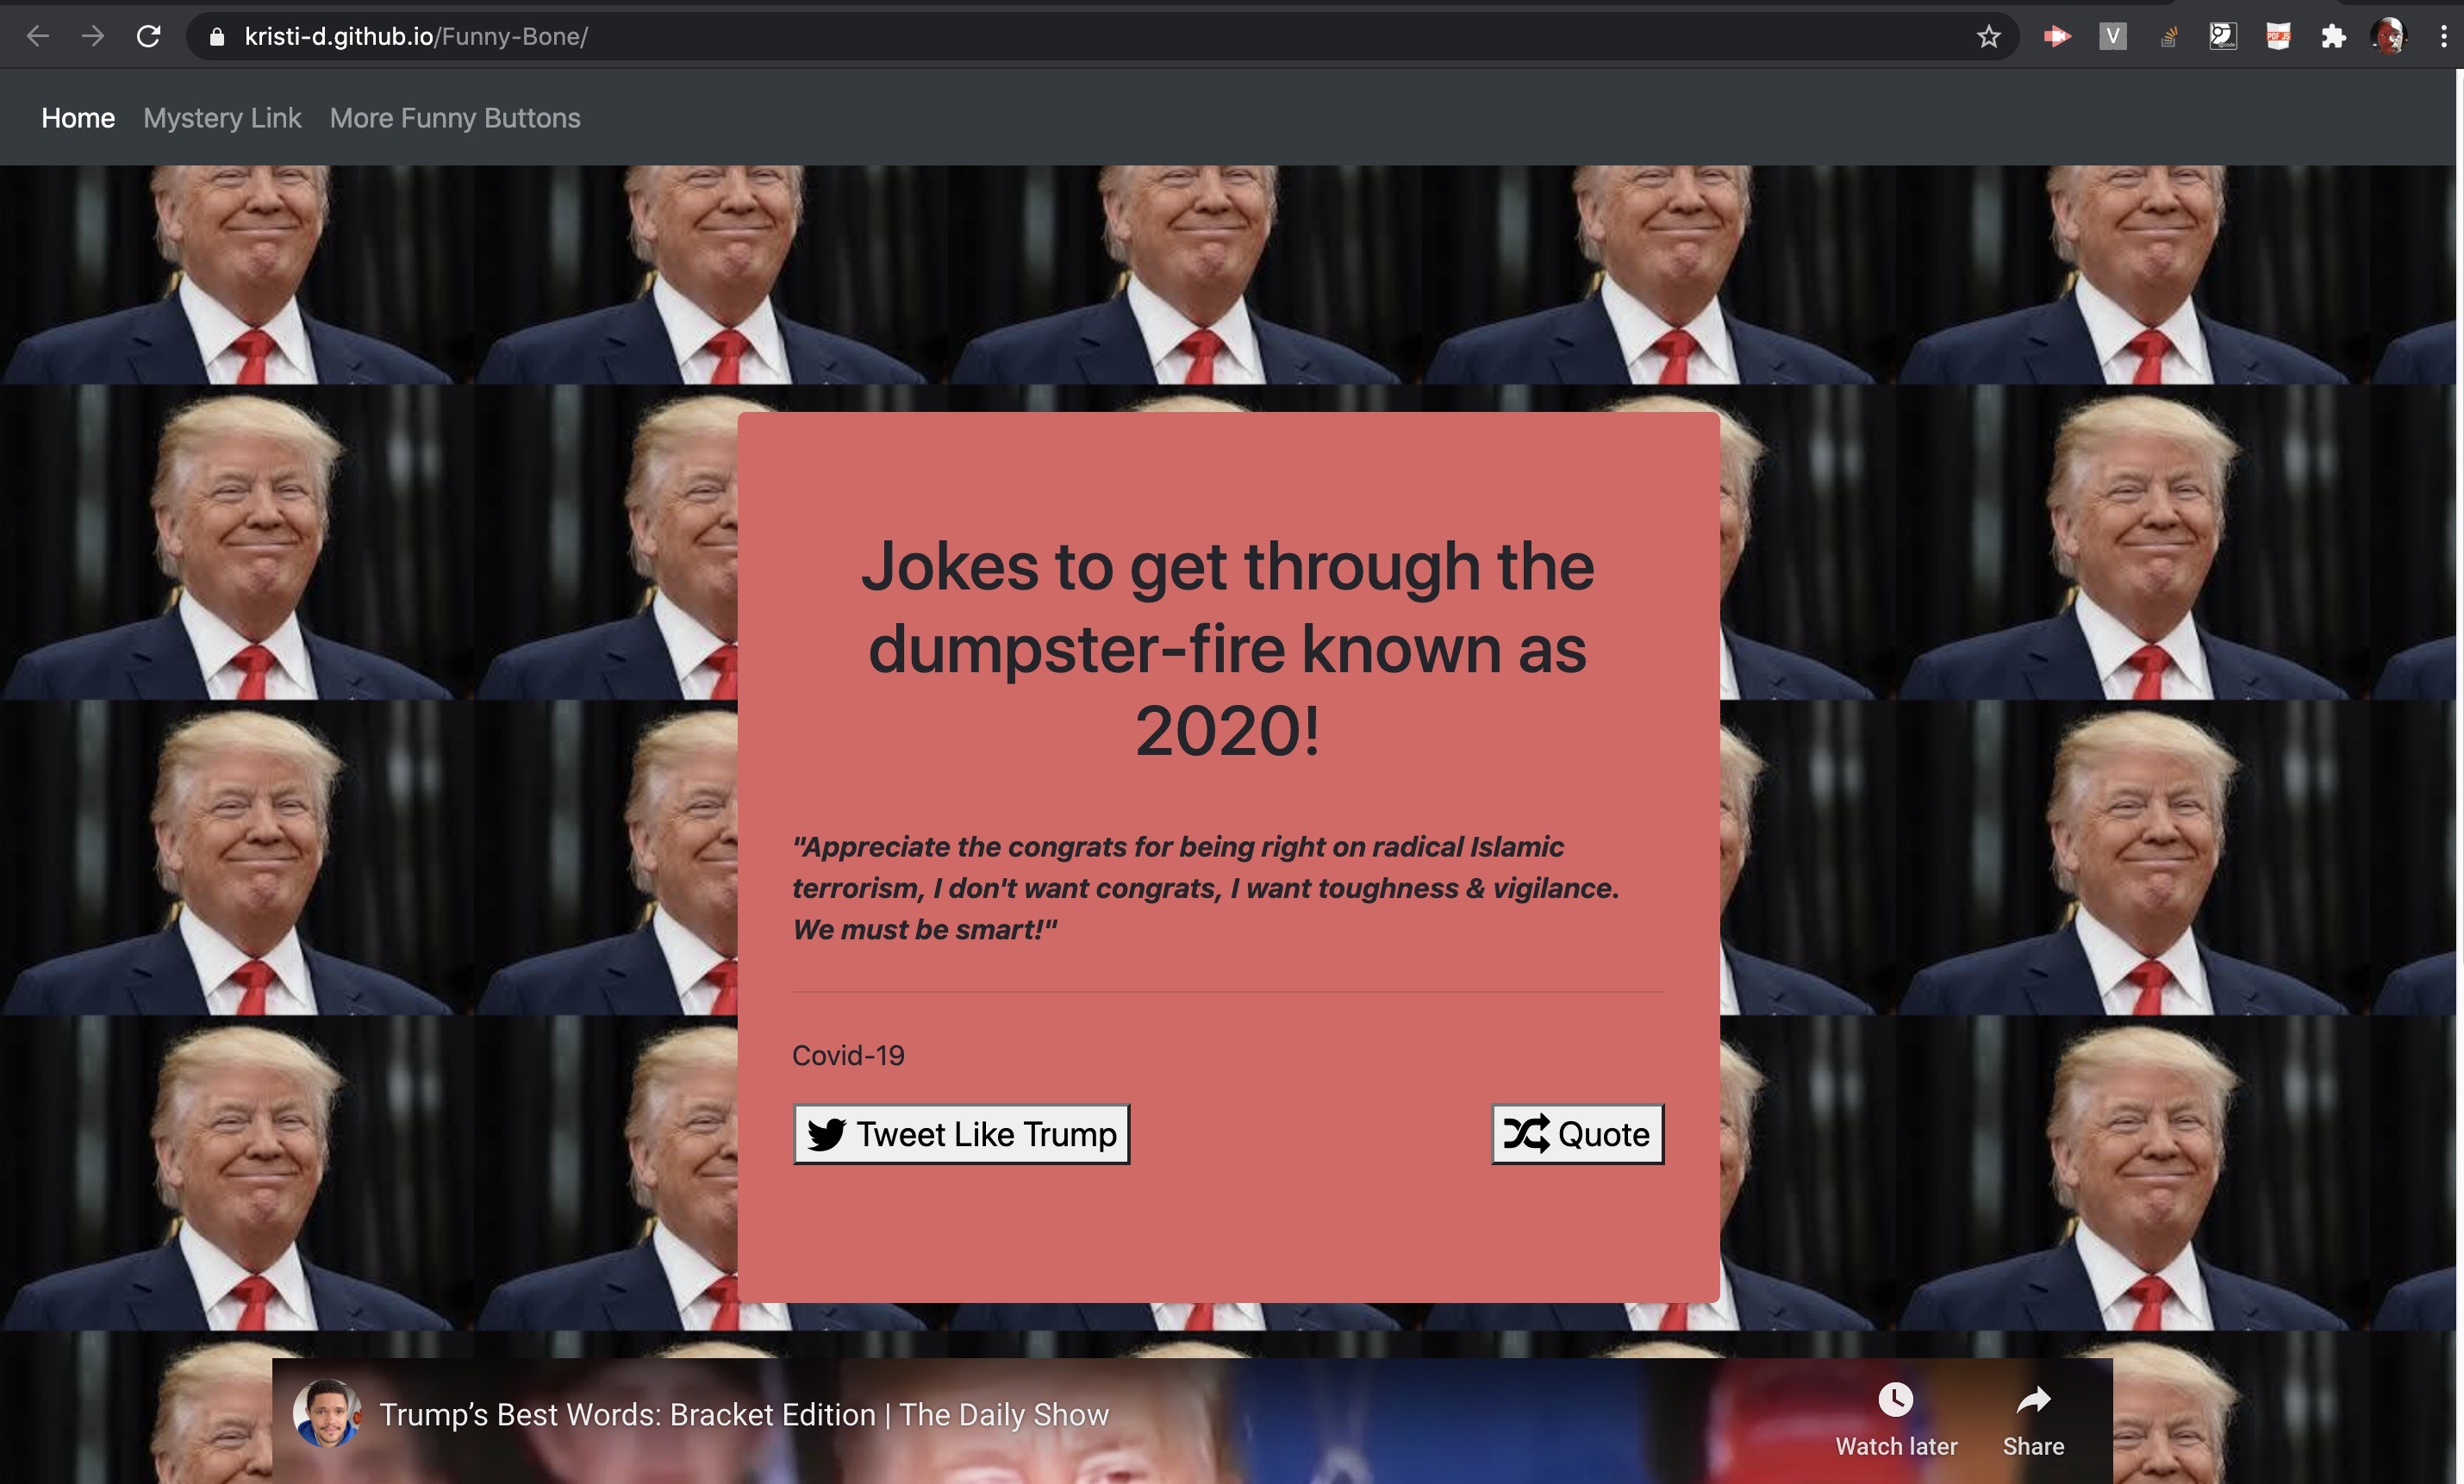 kristi-d.github.io/Funny-Bone/
V
Home Mystery Link More Funny Buttons
Jokes to get through the
dumpster-fire known as
2020!
"Appreciate the congrats for being right on radical Islamic
terrorism, I don't want congrats, I want toughness & vigilance.
We must be smart!"
Covid-19
Tweet Like Trump
Quote
Trump’s Best Words: Bracket Edition | The Daily Show
Watch later
Share